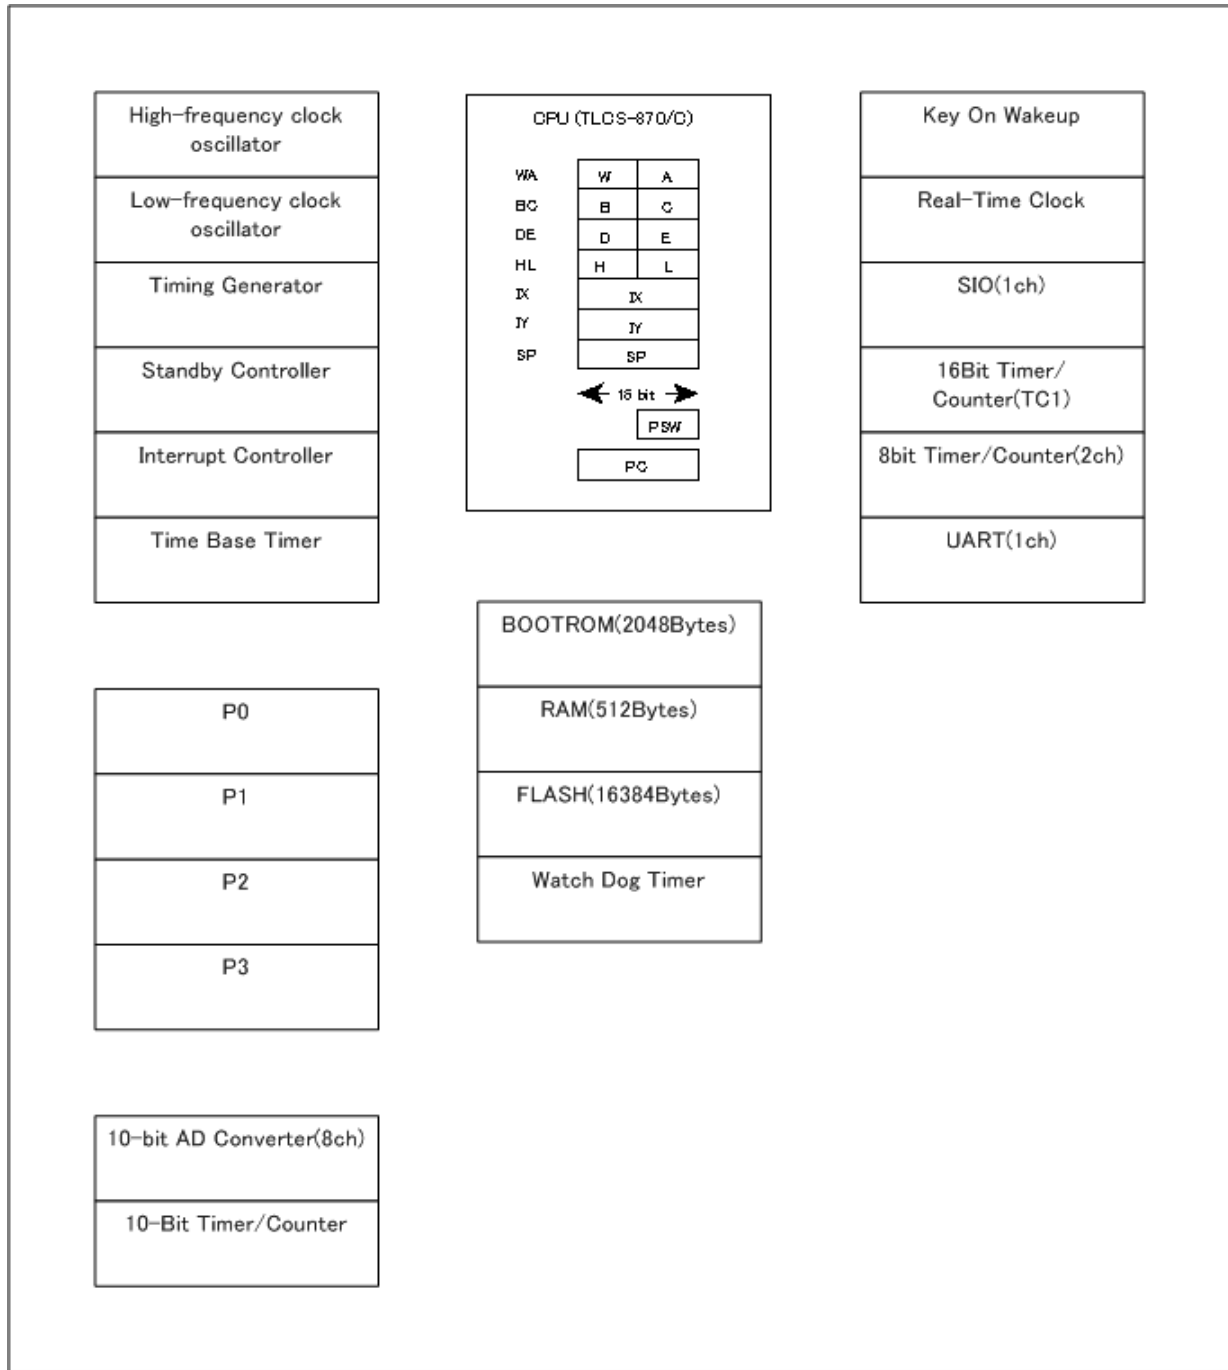 High-frequency clock
oscillator
Low-frequency clock
oscillator
Timing Generator
Standby Controller
Interrupt Controller
Time Base Timer
P0
P1
P2
P3
10-bit AD Converter(8ch)
10-Bit Timer/Counter
CPU (TLCS-870/C)
WA W A
BC B C
DE D E
HL H L
IX IX
IY IY
SP SP
16 bit
PSW
PC
BOOTROM(2048Bytes)
RAM(512Bytes)
FLASH(16384Bytes)
Watch Dog Timer
Key On Wakeup
Real-Time Clock
SIO(1ch)
16Bit Timer/
Counter(TC1)
8bit Timer/Counter(2ch)
UART(1ch)